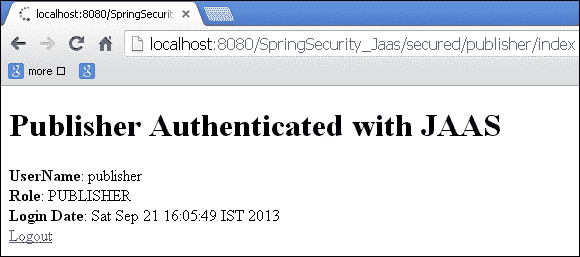 localhost:8080/SpringSecurity_
localhost:8080/SpringSecurity_Jaas/secured/publisher/index
more
Publisher Authenticated with JAAS
UserName: publisher
Role: PUBLISHER
Login Date: Sat Sep 21 16:05:49 IST 2013
Logout